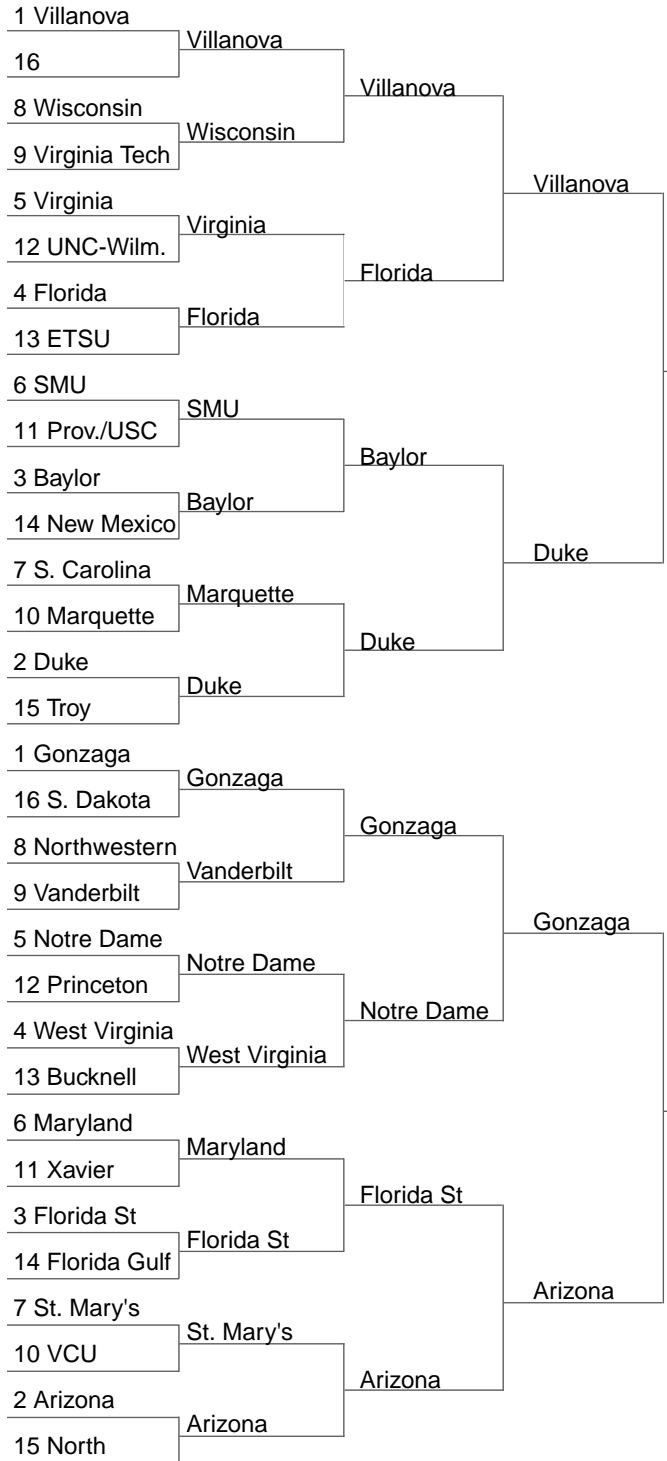 1 Villanova
16
8 Wisconsin
9 Virginia Tech
5 Virginia
12 UNC-Wilm.
4 Florida
13 ETSU
6 SMU
11 Prov./USC
3 Baylor
14 New Mexico
7 S. Carolina
10 Marquette
2 Duke
15 Troy
1 Gonzaga
16 S. Dakota
8 Northwestern
9 Vanderbilt
5 Notre Dame
12 Princeton
4 West Virginia
13 Bucknell
6 Maryland
11 Xavier
3 Florida St
14 Florida Gulf
7 St. Mary's
10 VCU
2 Arizona
15 North
Villanova
Wisconsin
Virginia
Florida
SMU
Baylor
Marquette
Duke
Gonzaga
Vanderbilt
Notre Dame
West Virginia
Maryland
Florida St
St. Mary's
Arizona
Villanova
Florida
Baylor
Duke
Gonzaga
Notre Dame
Florida St
Arizona
Villanova
Duke
Gonzaga
Arizona